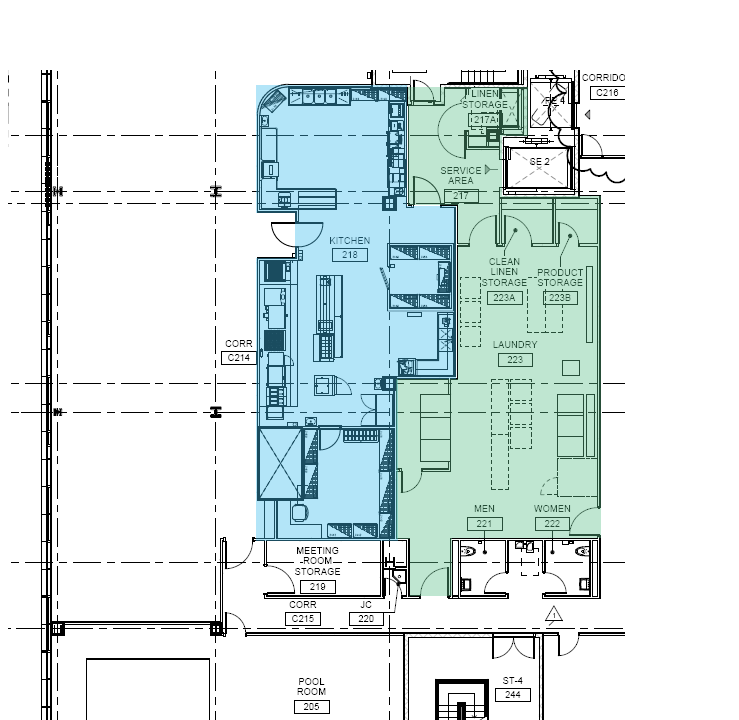 CORRIDO
C216
LINEN
STORAGE
217A
SE 2
SERVICE
AREA
217
KITCHEN
218
CLEAN
LINEN
STORAGE
223A
PRODUCT
STORAGE
223B
CORR
C214
LAUNDRY
223
MEN
221
WOMEN
222
MEETING
ROOM
STORAGE
219
CORR
C215
JC
220
1
POOL
ROOM
205
ST-4
244